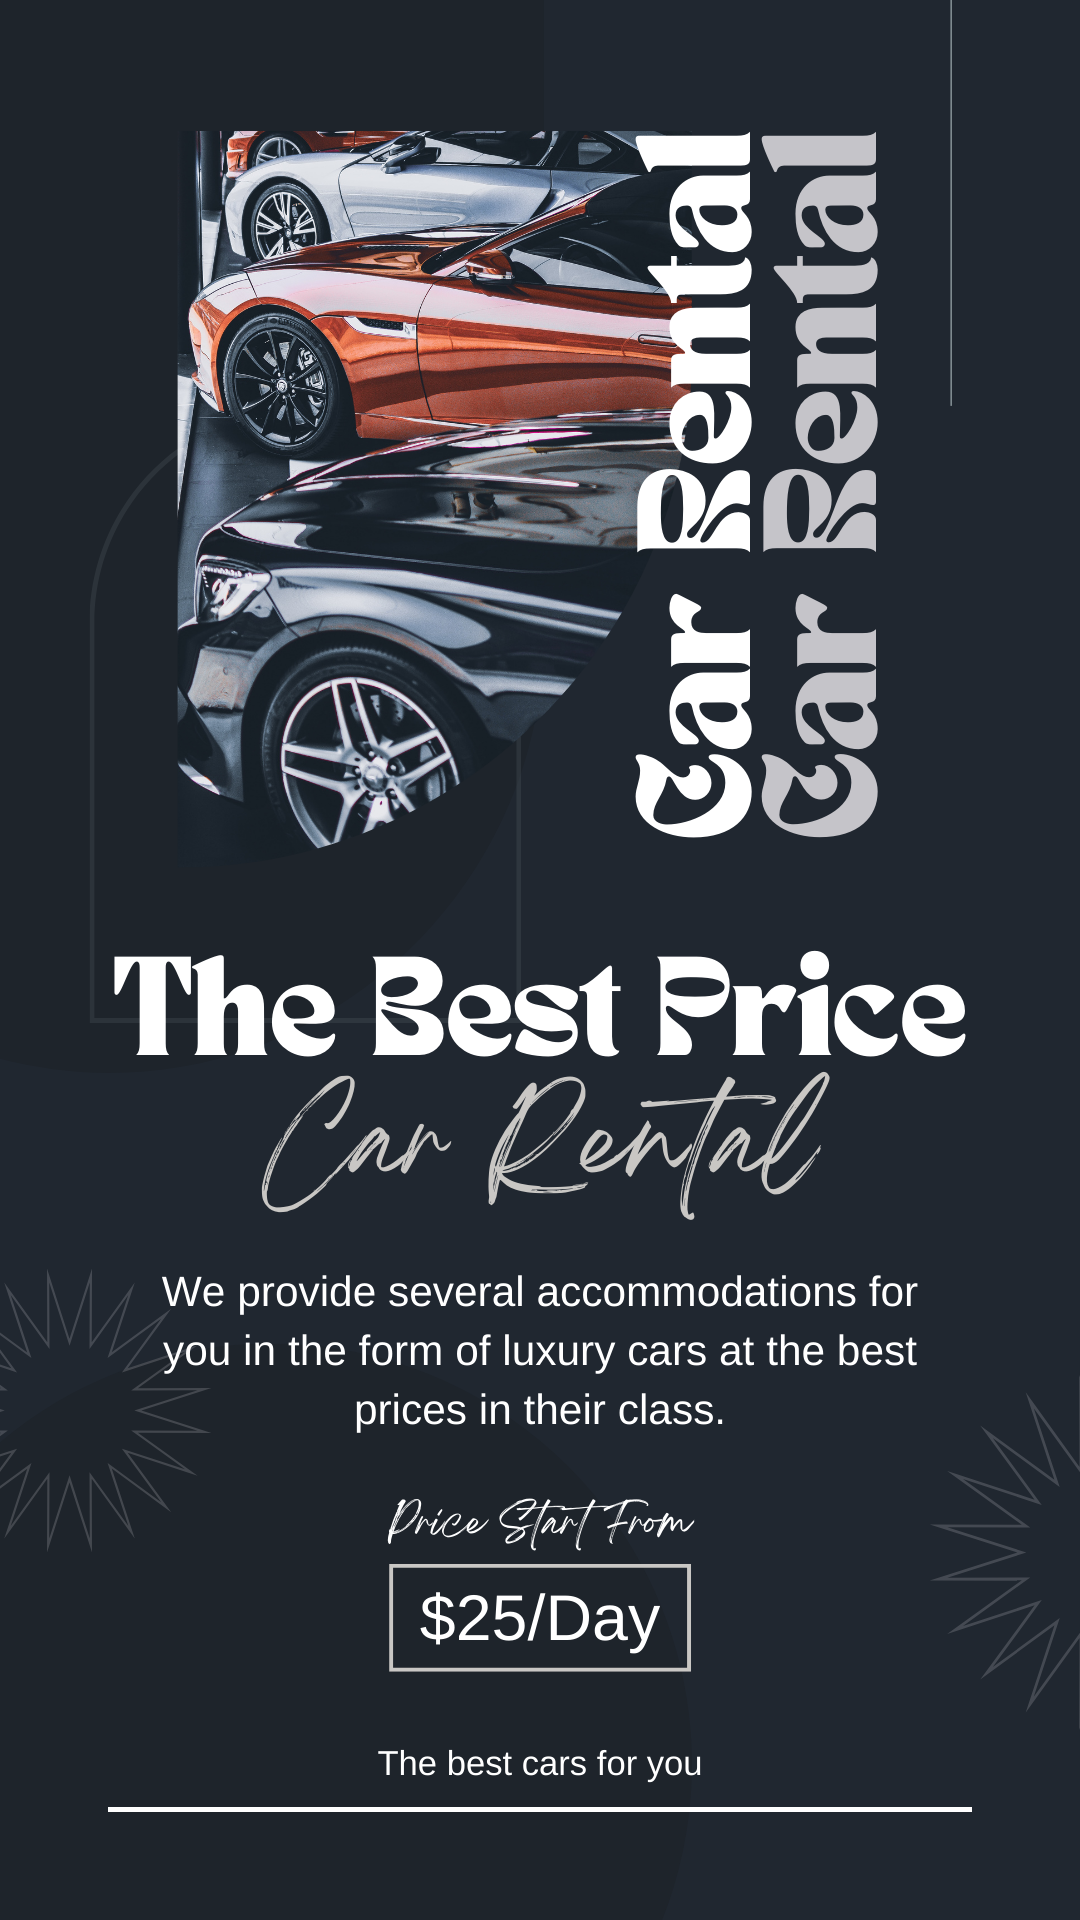 Car Rental
Car Rental
The Best Price
Car Rental
We provide several accommodations for
you in the form of luxury cars at the best
prices in their class.
Price Start From
$25/Day
The best cars for you